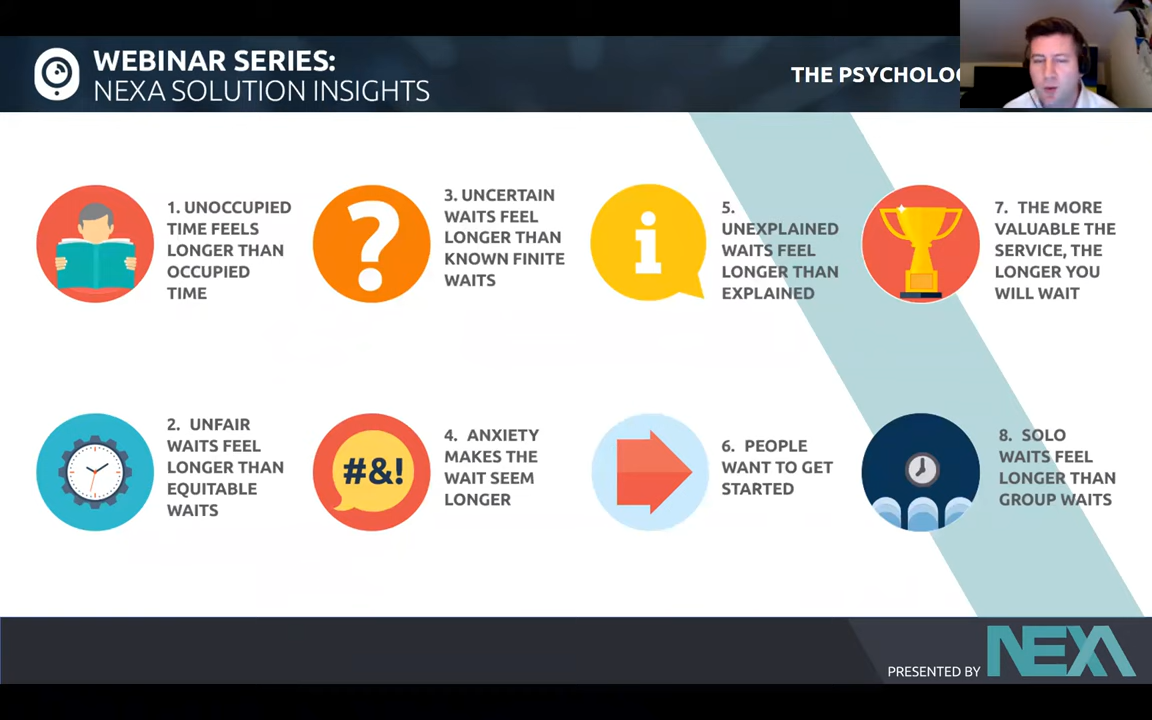 WEBINAR SERIES:
NEXA SOLUTION INSIGHTS
THE PSYCHOLO
1. UNOCCUPIED
TIME FEELS
LONGER THAN
OCCUPIED
TIME
2. UNFAIR
WAITS FEEL
LONGER THAN
EQUITABLE
WAITS
3. UNCERTAIN
WAITS FEEL
LONGER THAN
KNOWN FINITE
WAITS
#&!
4. ANXIETY
MAKES THE
WAIT SEEM
LONGER
5.
UNEXPLAINED
WAITS FEEL
LONGER THAN
EXPLAINED
6. PEOPLE
WANT TO GET
STARTED
7. THE MORE
VALUABLE THE
SERVICE, THE
LONGER YOU
WILL WAIT
8. SOLO
WAITS FEEL
LONGER THAN
GROUP WAITS
PRESENTED BY
NEXA